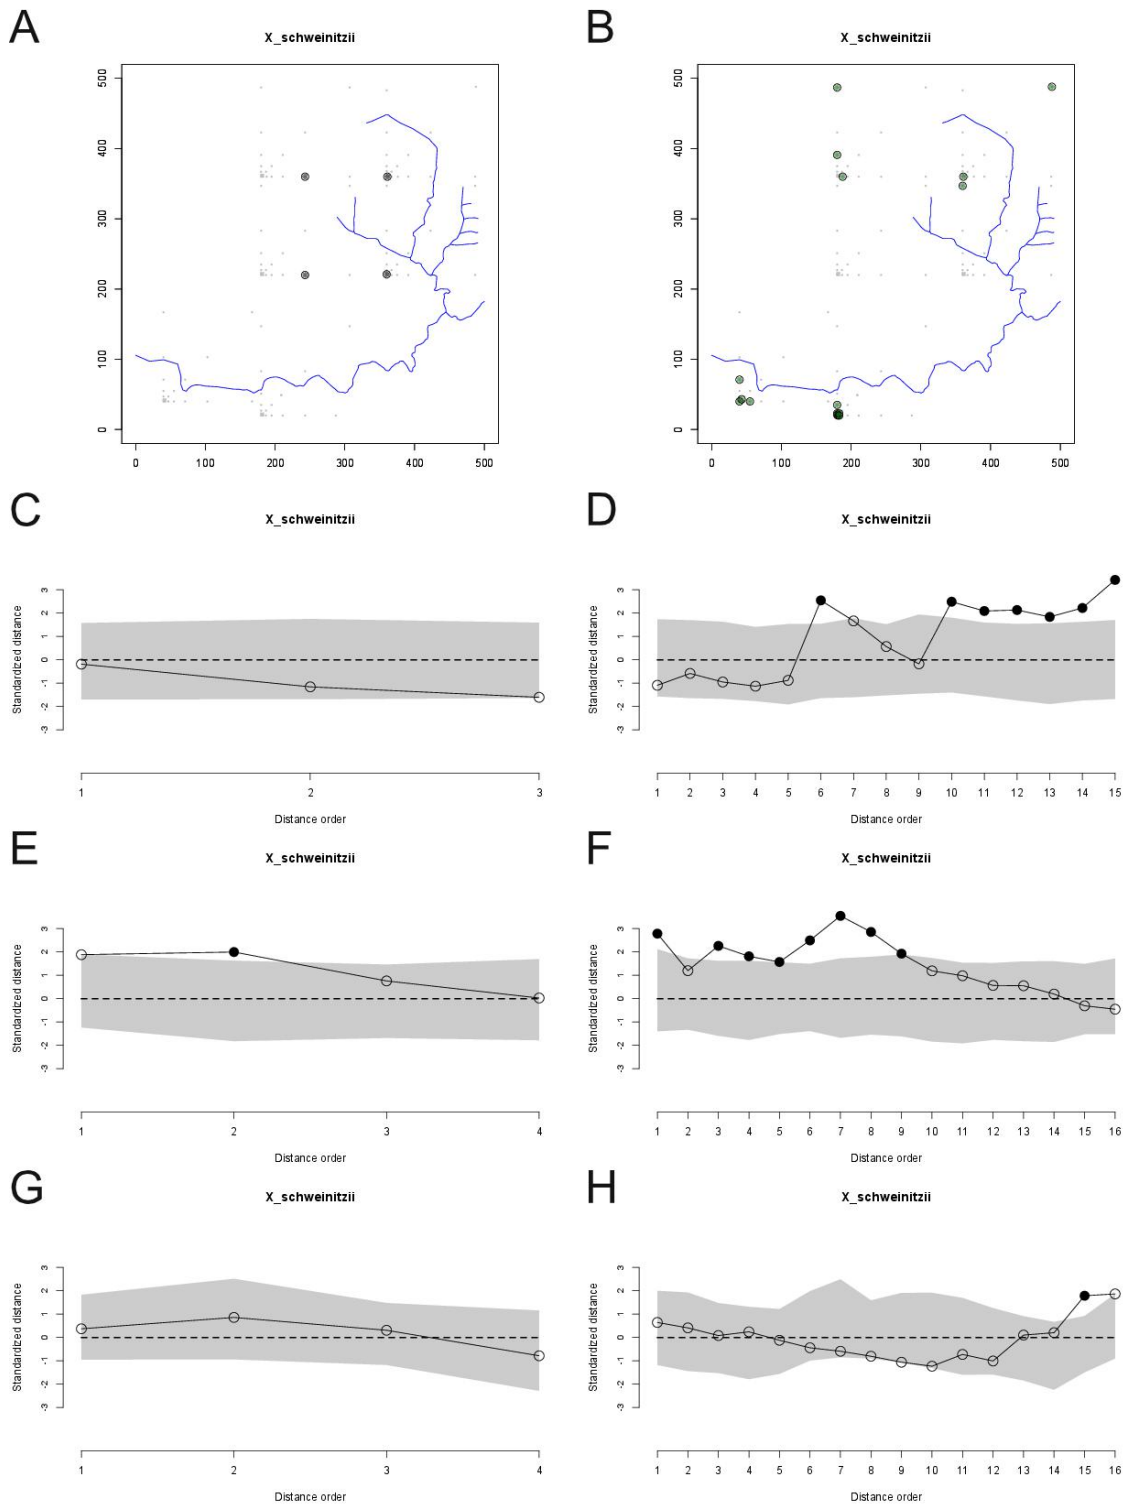 A
X_schweinitzii
500
400
300
200
100
0
0 100 200 300 400 500
B
X_schweinitzii
500
400
300
200
100
0
0 100 200 300 400 500
C
X_schweinitzii
Standardized distance
3
2
1
0
-1
-2
-3
1 2 3
Distance order
D
X_schweinitzii
Standardized distance
3
2
1
0
-1
-2
-3
1 2 3 4 5 6 7 8 9 10 11 12 13 14 15
Distance order
E
X_schweinitzii
Standardized distance
3
2
1
0
-1
-2
-3
1 2 3 4
Distance order
F
X_schweinitzii
Standardized distance
3
2
1
0
-1
-2
-3
1 2 3 4 5 6 7 8 9 10 11 12 13 14 15 16
Distance order
G
X_schweinitzii
Standardized distance
3
2
1
0
-1
-2
-3
1 2 3 4
Distance order
H
X_schweinitzii
Standardized distance
3
2
1
0
-1
-2
-3
1 2 3 4 5 6 7 8 9 10 11 12 13 14 15 16
Distance order